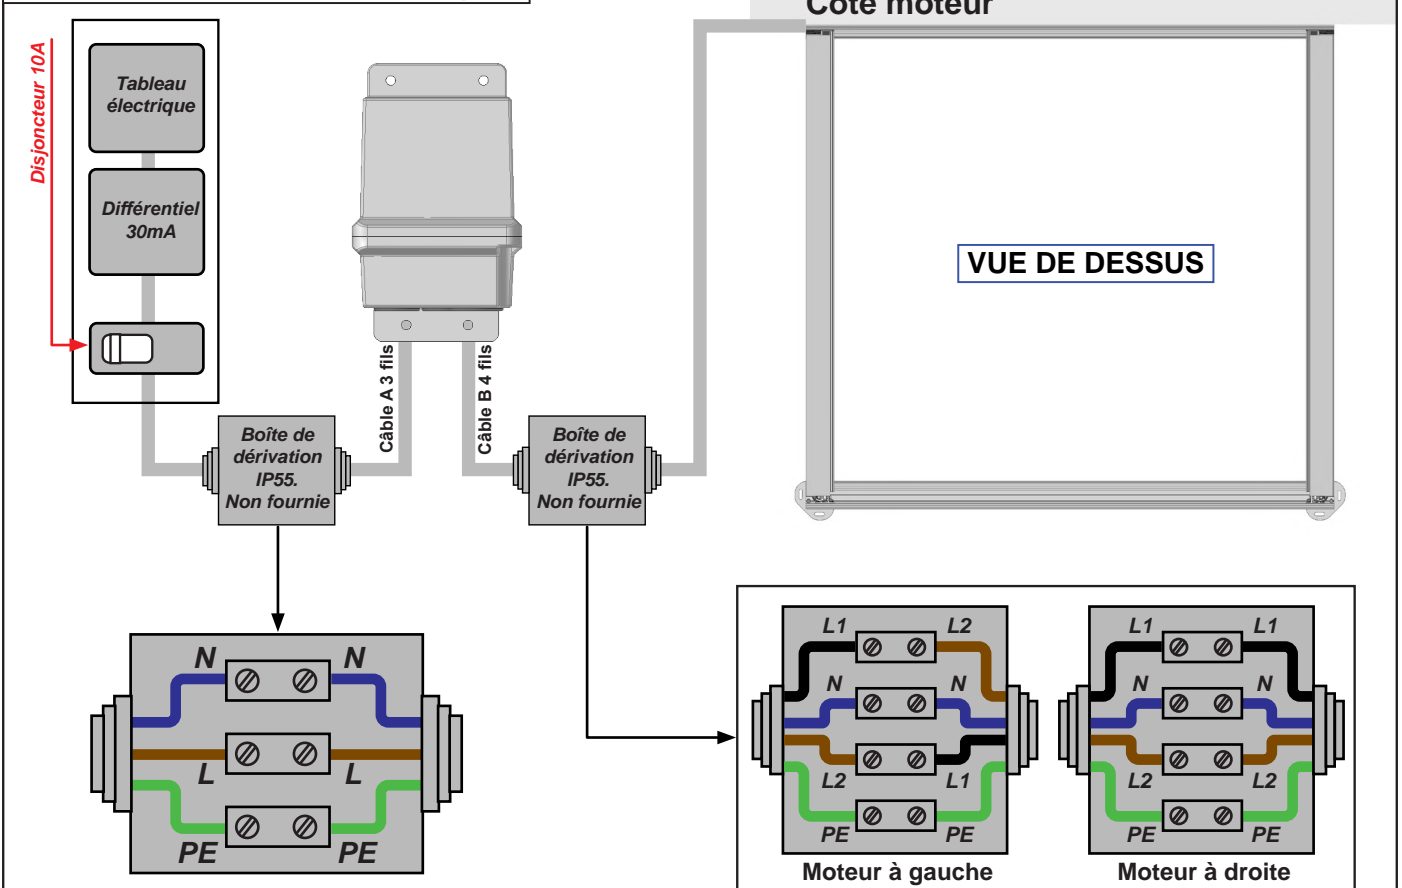 Côté moteur
Disjoncteur 10A
Tableau
électrique
Différentiel
30mA
VUE DE DESSUS
Câble A 3 fils
Câble B 4 fils
Boîte de
dérivation
IP55.
Non fournie
Boîte de
dérivation
IP55.
Non fournie
N N
L L
PE PE
L1 L2
N N
L2 L1
PE PE
Moteur à gauche
L1 L1
N N
L2 L2
PE PE
Moteur à droite